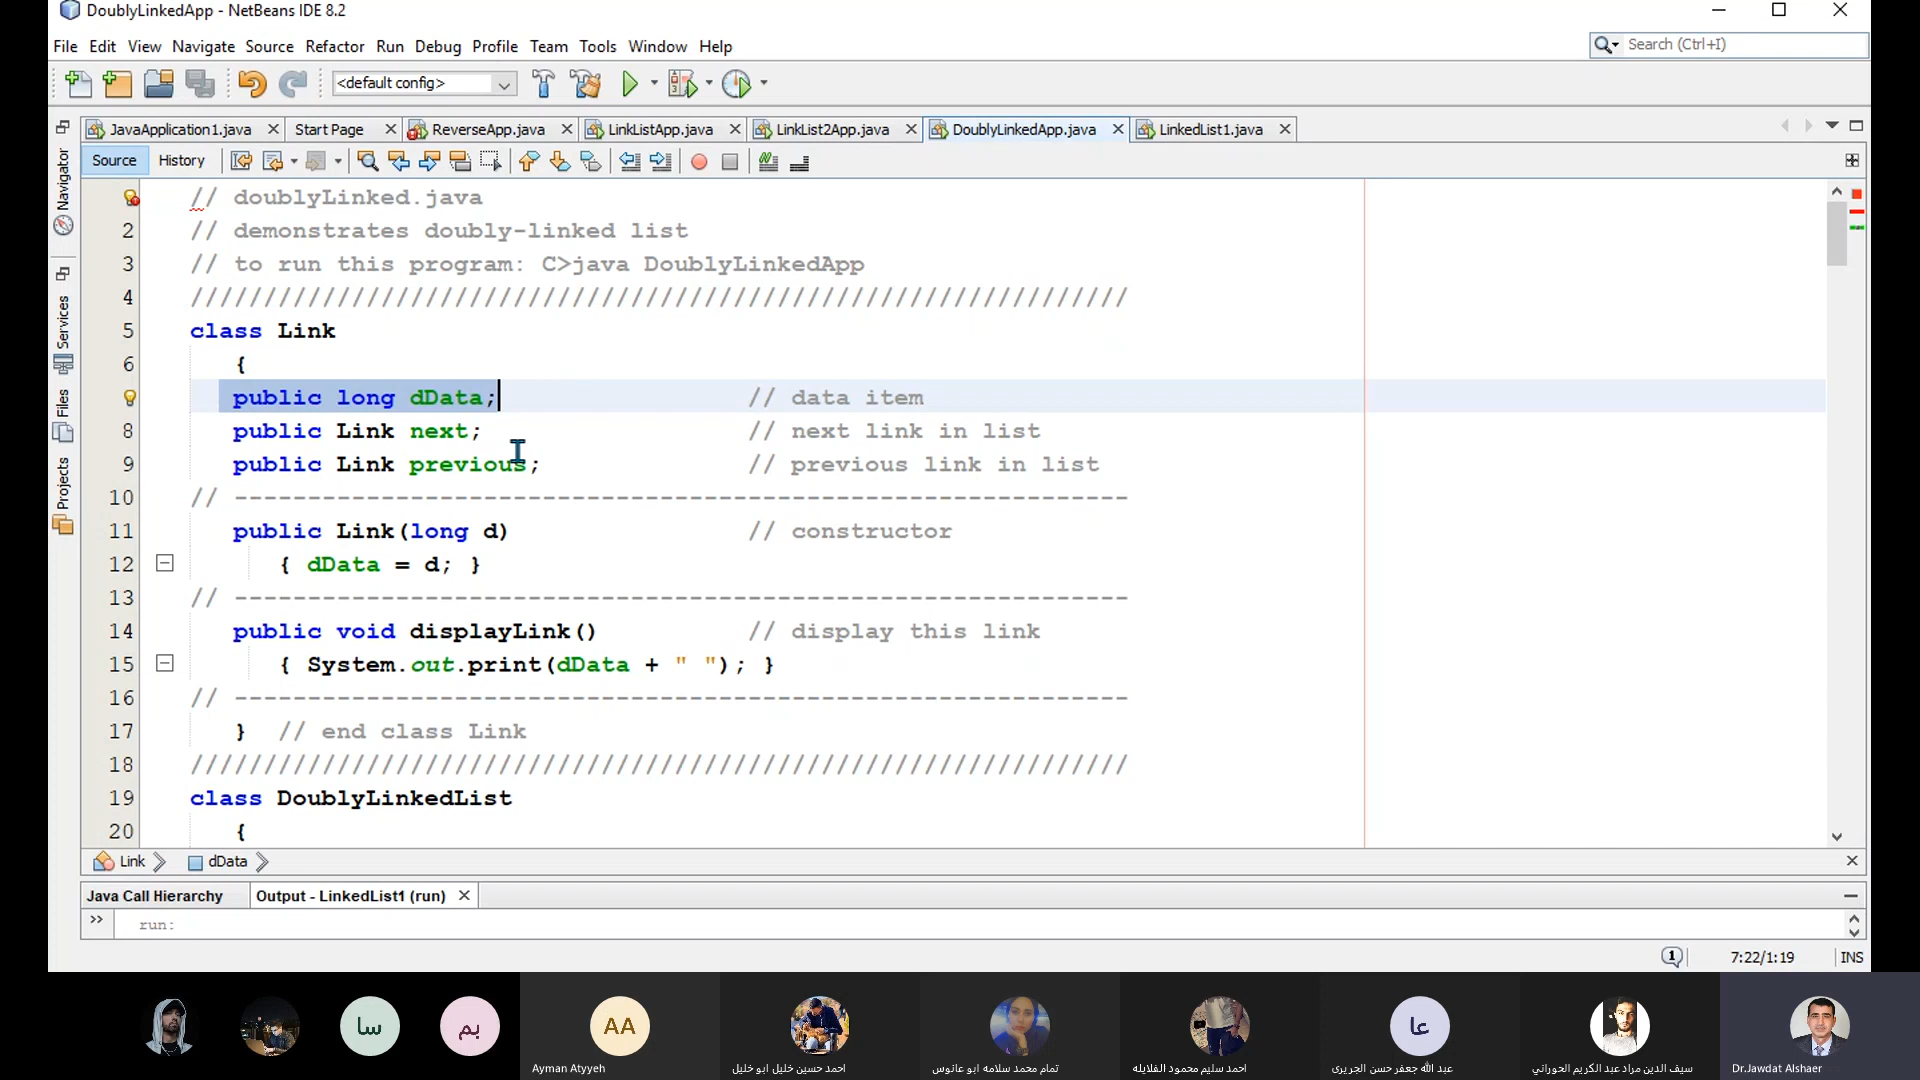 DoublyLinkedApp - NetBeans IDE 8.2
File Edit View Navigate Source Refactor Run Debug Profile Team Tools Window Help
Search (Ctrl+I)
<default config>
JavaApplication1.java Start Page ReverseApp.java LinkListApp.java LinkList2App.java DoublyLinkedApp.java LinkedList1.java
Source History
Navigator
Services
Files
Projects
// doublyLinked.java
2 // demonstrates doubly-linked list
3 // to run this program: C>java DoublyLinkedApp
4 ////////////////////////////////////////////////////////////////
5 class Link
6 {
public long dData; // data item
8 public Link next; // next link in list
9 public Link previous; // previous link in list
10 // -------------------------------------------------------------
11 public Link(long d) // constructor
12 { dData = d; }
13 // -------------------------------------------------------------
14 public void displayLink() // display this link
15 { System.out.print(dData + " "); }
16 // -------------------------------------------------------------
17 } // end class Link
18 ////////////////////////////////////////////////////////////////
19 class DoublyLinkedList
20 {
Link dData
Java Call Hierarchy Output - LinkedList1 (run)
>> run:
1 7:22/1:19 INS
سا
بم
AA
عا
Ayman Atyyeh
احمد حسين خليل ابو خليل
تمام محمد سلامه ابو عانوس
احمد سليم محمود الفلايله
عبد الله جعفر حسن الجريري
سيف الدين مراد عبد الكريم الحوراني
Dr.Jawdat Alshaer